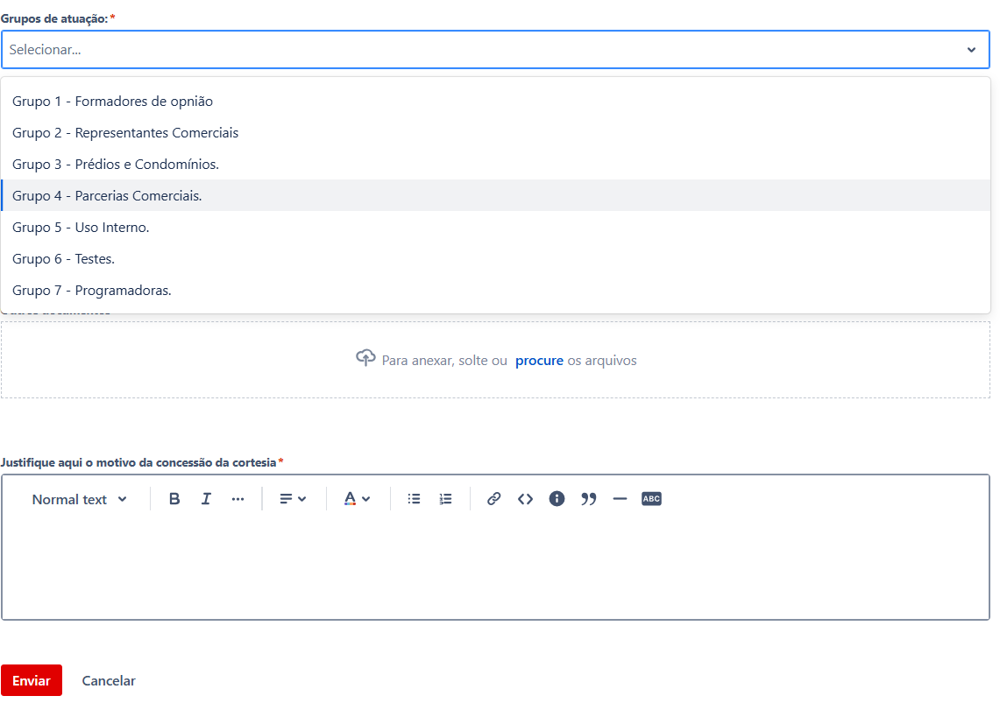 Grupos de atuação: *
Selecionar...
Grupo 1 - Formadores de opnião
Grupo 2 - Representantes Comerciais
Grupo 3 - Prédios e Condomínios.
Grupo 4 - Parcerias Comerciais.
Grupo 5 - Uso Interno.
Grupo 6 - Testes.
Grupo 7 - Programadoras.
Para anexar, solte ou procure os arquivos
Justifique aqui o motivo da concessão da cortesia *
Normal text B I ... A ABC
Enviar Cancelar